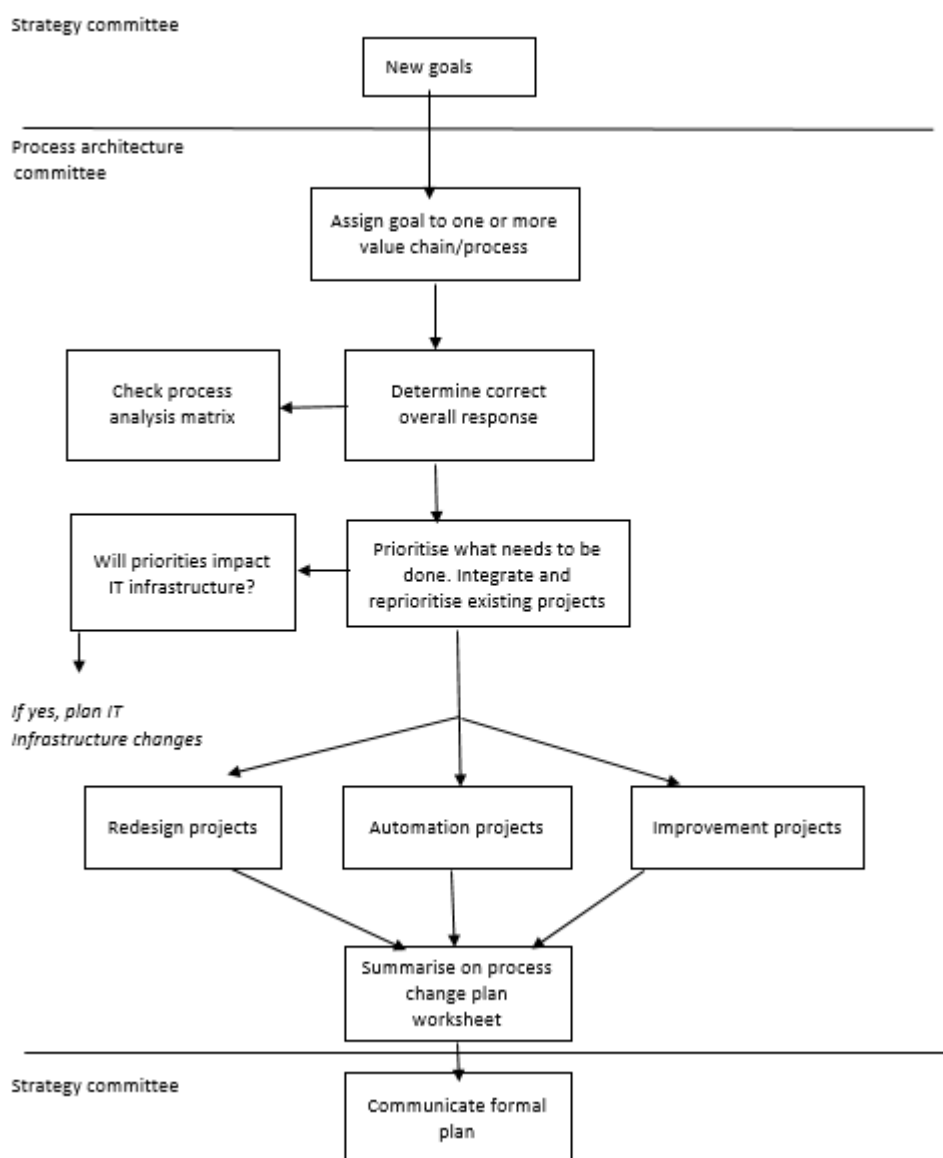 Strategy committee
New goals
Process architecture
committee
Assign goal to one or more
value chain/process
Check process
analysis matrix
Determine correct
overall response
Will priorities impact
IT infrastructure?
Prioritise what needs to be
done. Integrate and
reprioritise existing projects
If yes, plan IT
Infrastructure changes
Redesign projects
Automation projects
Improvement projects
Summarise on process
change plan
worksheet
Strategy committee
Communicate formal
plan